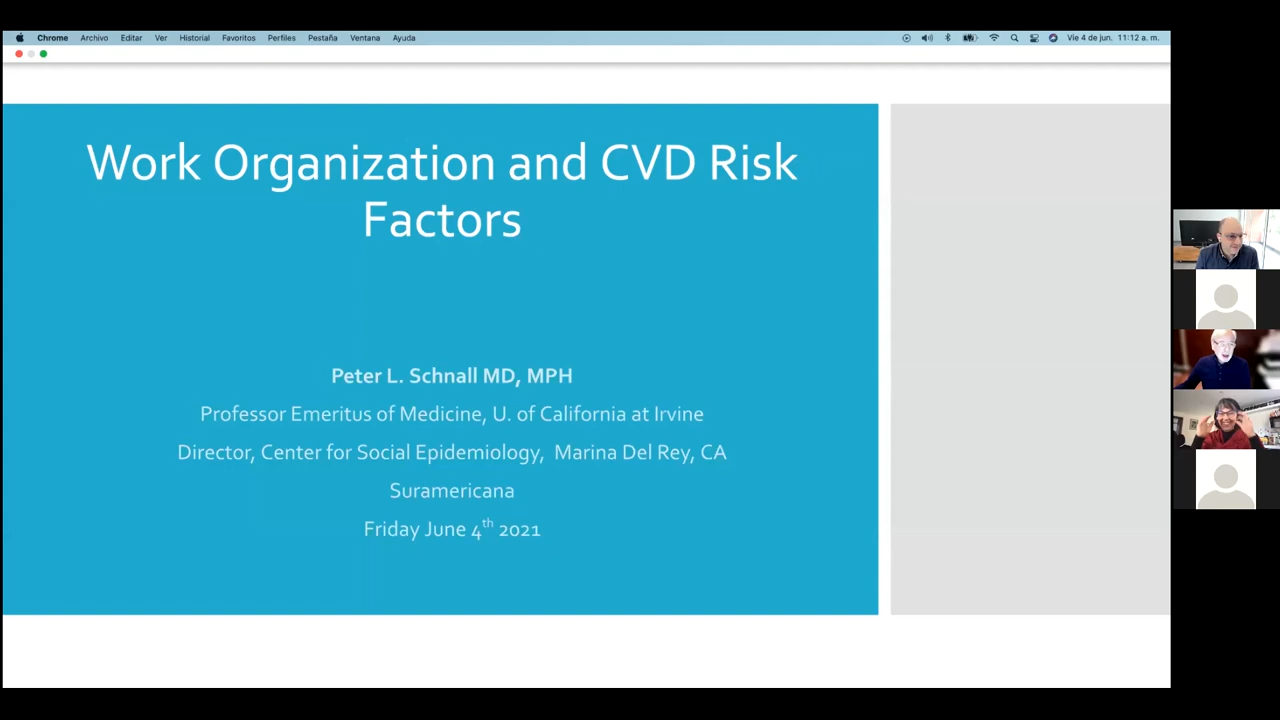 Chrome Archivo Editar Ver Historial Favoritos Perfiles Pestaña Ventana Ayuda Vie 4 de jun. 11:12 a. m.
Work Organization and CVD Risk
Factors
Peter L. Schnall MD, MPH
Professor Emeritus of Medicine, U. of California at Irvine
Director, Center for Social Epidemiology, Marina Del Rey, CA
Suramericana
Friday June 4th 2021